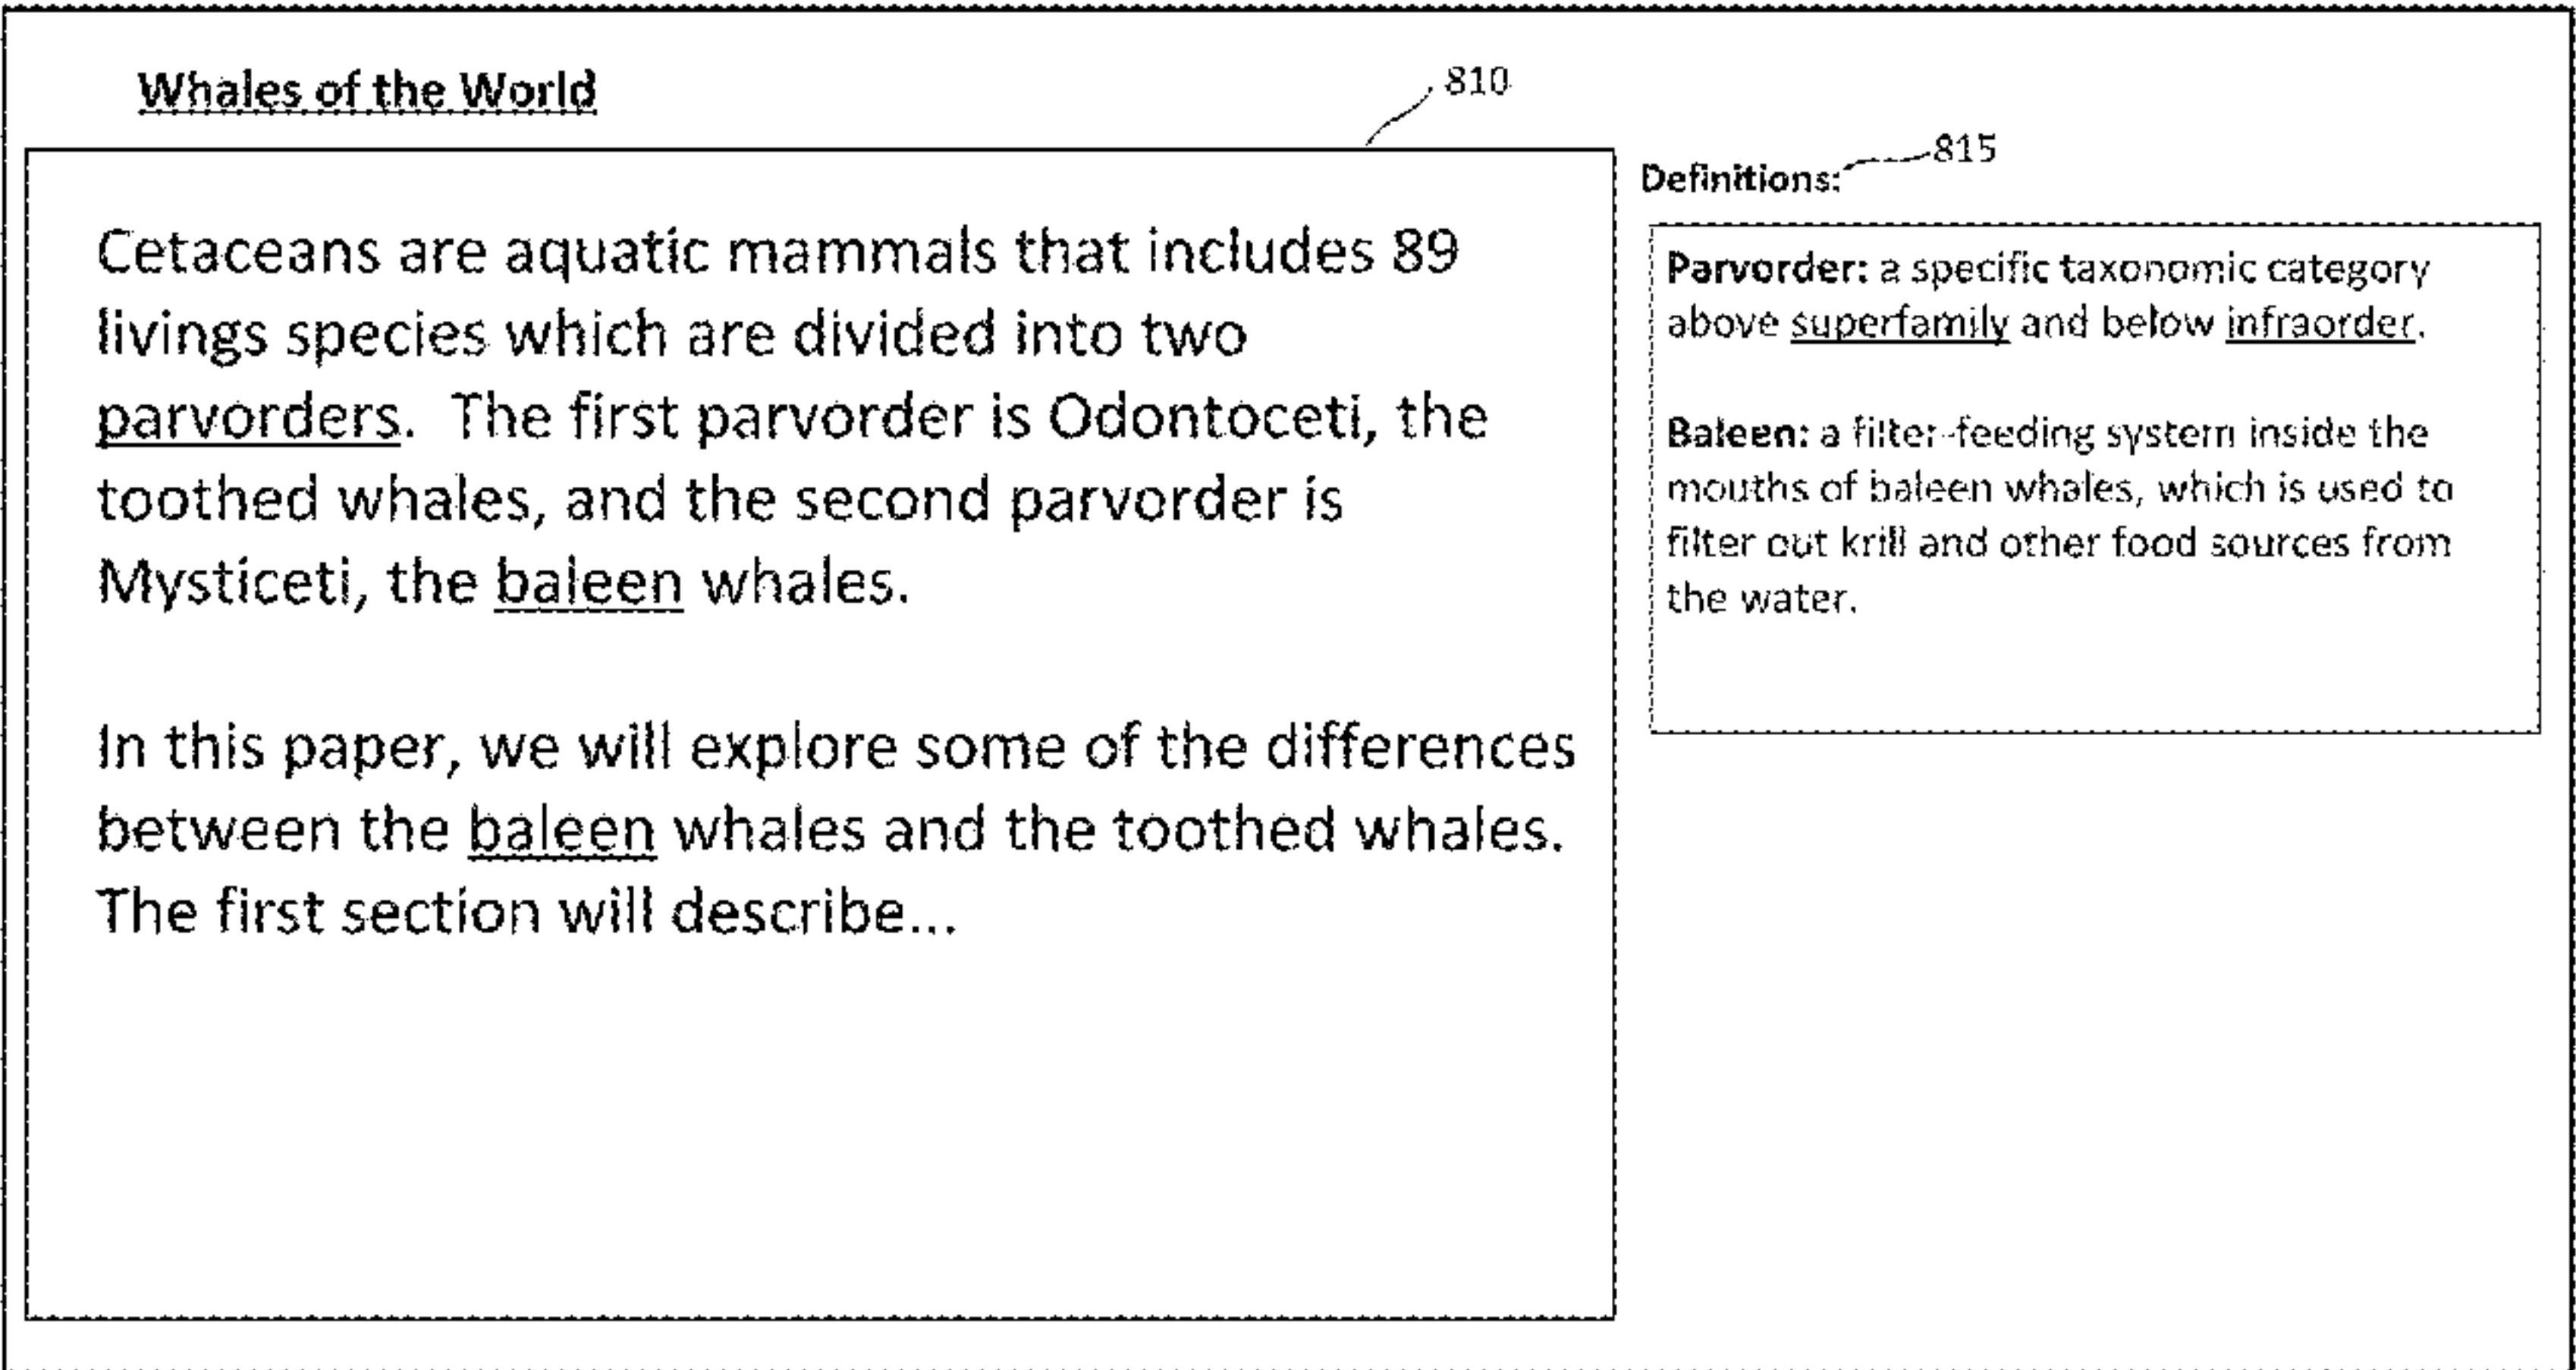 Whales of the World
810
815
Definitions:
Cetaceans are aquatic mammals that includes 89
livings species which are divided into two
parvorders.  The first parvorder is Odontoceti, the
toothed whales, and the second parvorder is
Mysticeti, the baleen whales.
In this paper, we will explore some of the differences
between the baleen whales and the toothed whales.
The first section will describe...
Parvorder: a specific taxonomic category
above superfamily and below infraorder.
Baleen: a filter-feeding system inside the
mouths of baleen whales, which is used to
filter out krill and other food sources from
the water.